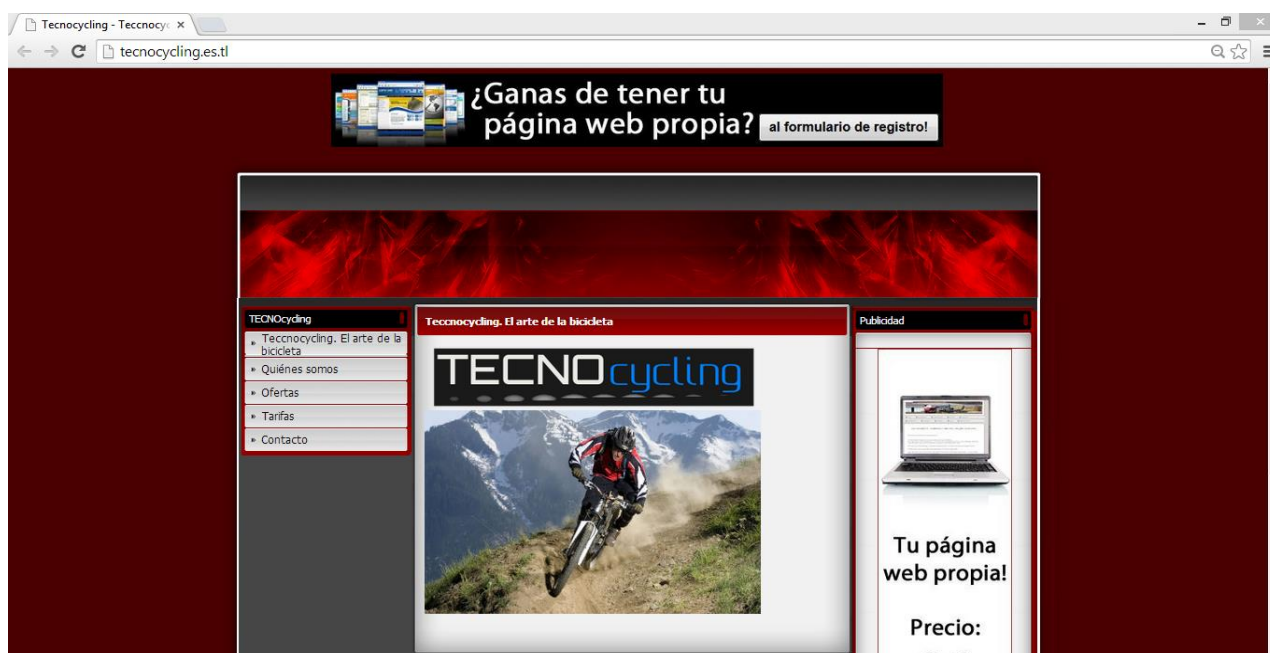 Tecnocycling - Teccnocyc
tecnocycling.es.tl
¿Ganas de tener tu
página web propia?
al formulario de registro!
TECNOcycling
Teccnocycling. El arte de la
bicicleta
Quiénes somos
Ofertas
Tarifas
Contacto
Teccnocycling. El arte de la bicicleta
TECNOcycling
Publicidad
Tu página
web propia!
Precio: